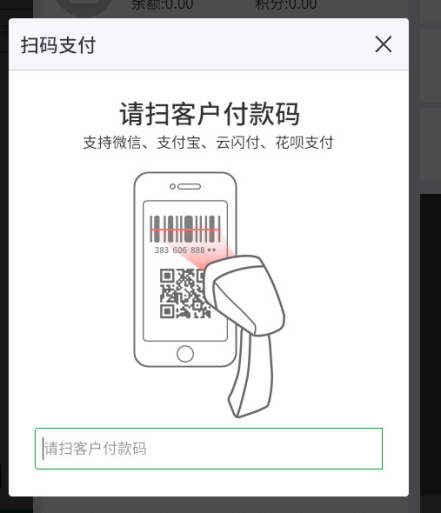 余额:0.00 积分:0.00
扫码支付
请扫客户付款码
支持微信、支付宝、云闪付、花呗支付
383 606 888 **
请扫客户付款码